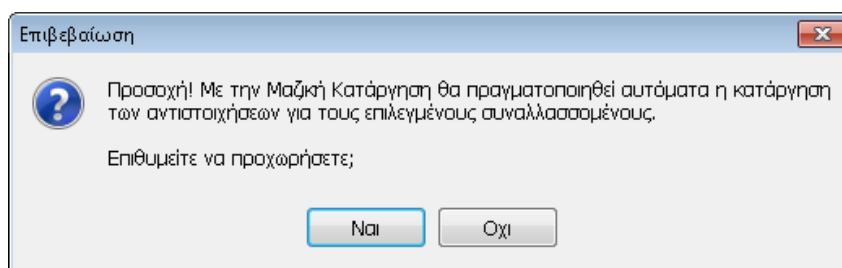 Επιβεβαίωση
Προσοχή! Με την Μαζική Κατάργηση θα πραγματοποιηθεί αυτόματα η κατάργηση
των αντιστοιχήσεων για τους επιλεγμένους συναλλασσομένους.
Επιθυμείτε να προχωρήσετε;
Ναι Οχι